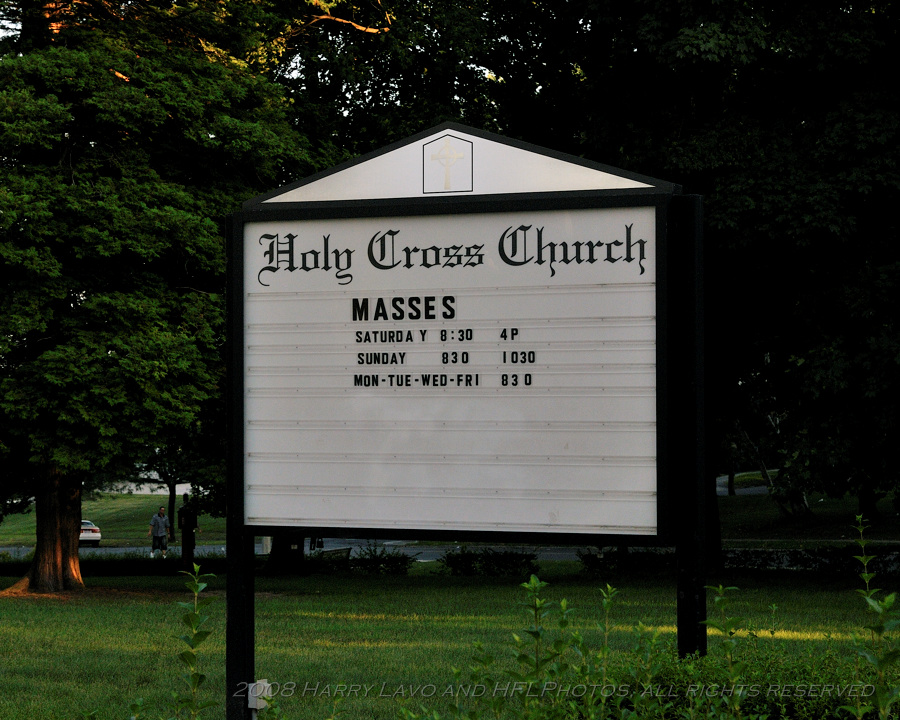 Holy Cross Church
MASSES
SATURDAY 8:30 4P
SUNDAY 830 1030
MON-TUE-WED-FRI 830
2008 Harry Lavo and HFLPhotos, all rights reserved